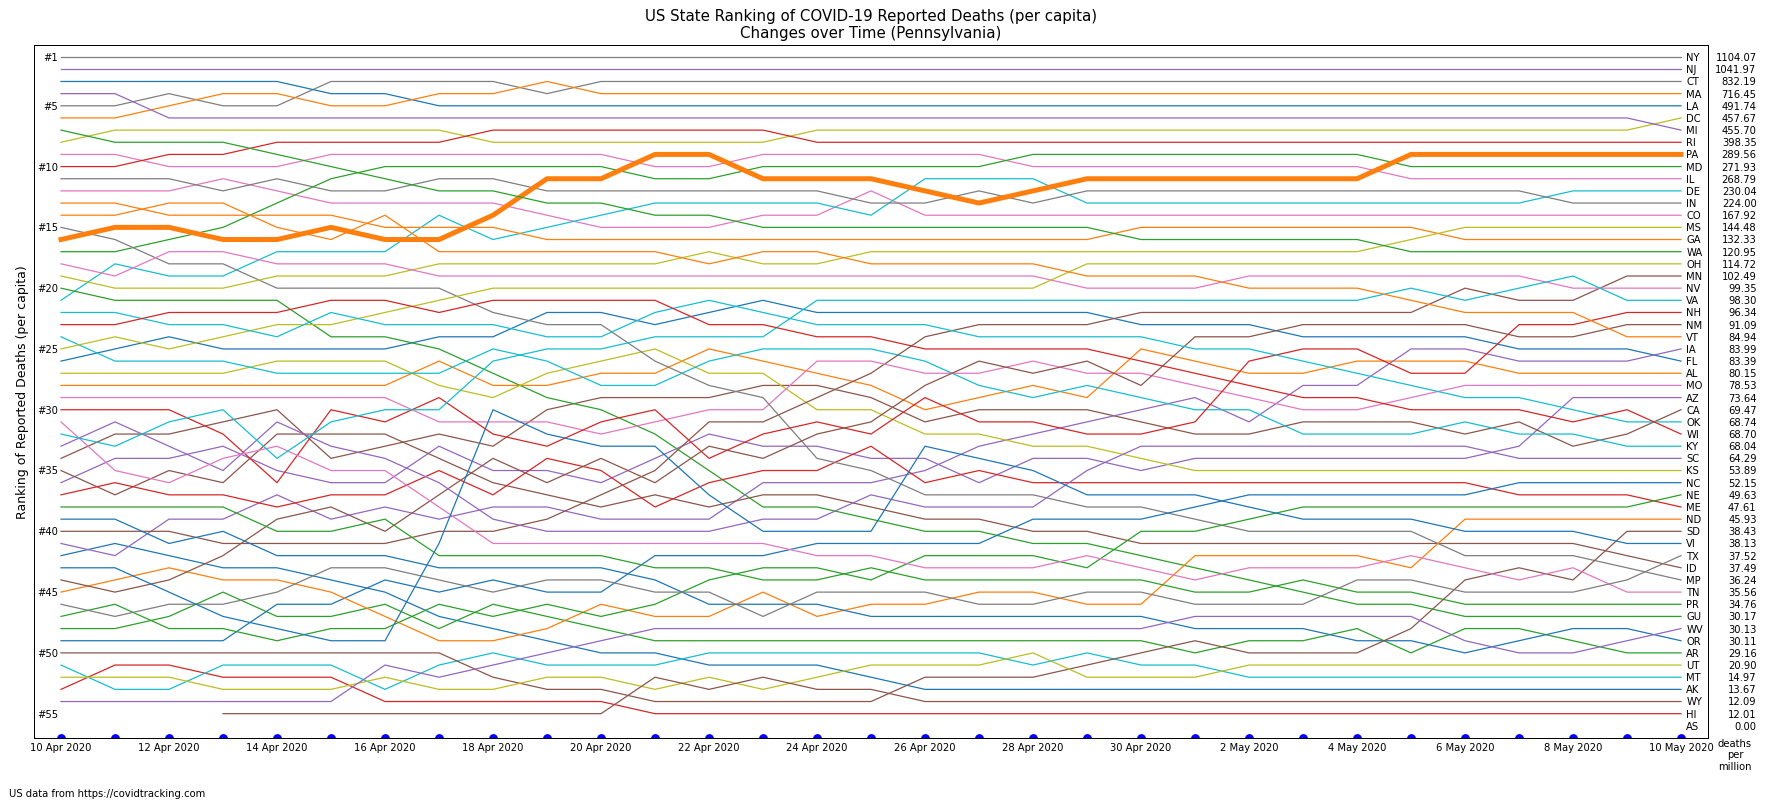 US State Ranking of COVID-19 Reported Deaths (per capita)
Changes over Time (Pennsylvania)
Ranking of Reported Deaths (per capita)
#1
#5
#10
#15
#20
#25
#30
#35
#40
#45
#50
#55
NY 1104.07
NJ 1041.97
CT 832.19
MA 716.45
LA 491.74
DC 457.67
MI 455.70
RI 398.35
PA 289.56
MD 271.93
IL 268.79
DE 230.04
IN 224.00
CO 167.92
MS 144.48
GA 132.33
WA 120.95
OH 114.72
MN 102.49
NV 99.35
VA 98.30
NH 96.34
NM 91.09
VT 84.94
IA 83.99
FL 83.39
AL 80.15
MO 78.53
AZ 73.64
CA 69.47
OK 68.74
WI 68.70
KY 68.04
SC 64.29
KS 53.89
NC 52.15
NE 49.63
ME 47.61
ND 45.93
SD 38.43
VI 38.13
TX 37.52
ID 37.49
MP 36.24
TN 35.56
PR 34.76
GU 30.17
WV 30.13
OR 30.11
AR 29.16
UT 20.90
MT 14.97
AK 13.67
WY 12.09
HI 12.01
AS 0.00
10 Apr 2020 12 Apr 2020 14 Apr 2020 16 Apr 2020 18 Apr 2020 20 Apr 2020 22 Apr 2020 24 Apr 2020 26 Apr 2020 28 Apr 2020 30 Apr 2020 2 May 2020 4 May 2020 6 May 2020 8 May 2020 10 May 2020
deaths
per
million
US data from https://covidtracking.com